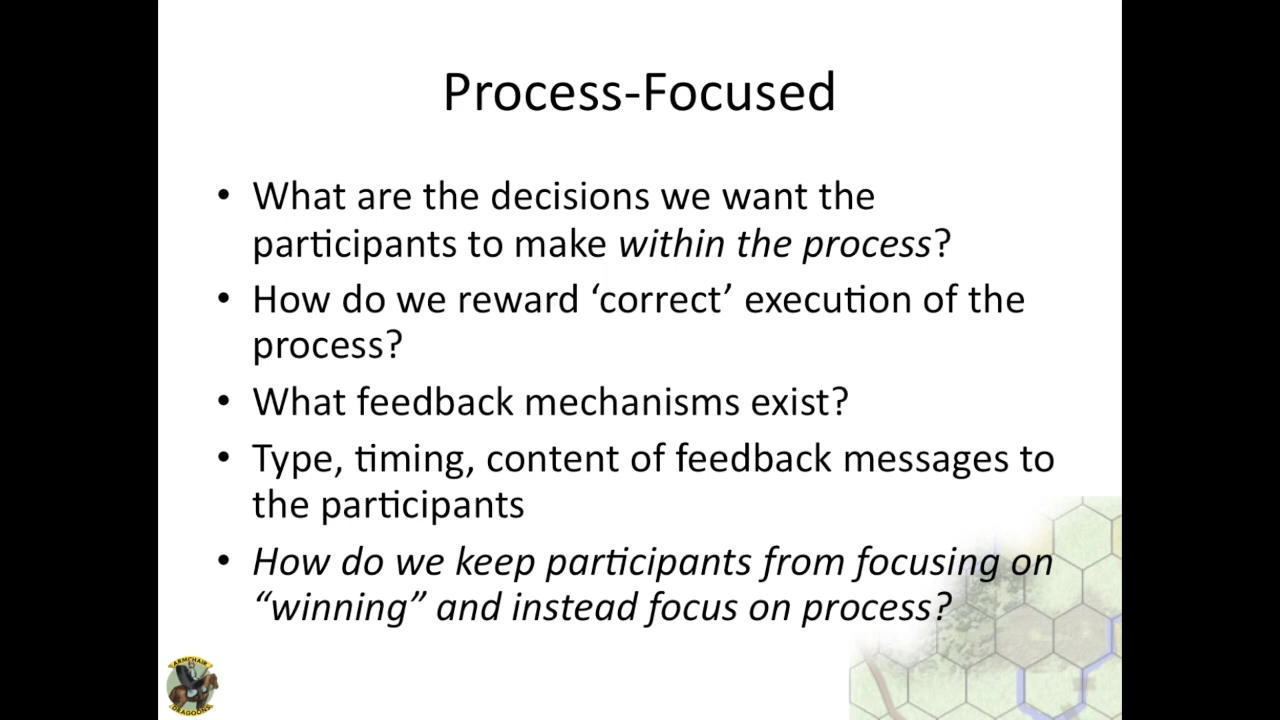 Process-Focused
• What are the decisions we want the
participants to make within the process?
• How do we reward ‘correct’ execution of the
process?
• What feedback mechanisms exist?
• Type, timing, content of feedback messages to
the participants
• How do we keep participants from focusing on
“winning” and instead focus on process?
ARMCHAIR
DRAGOONS